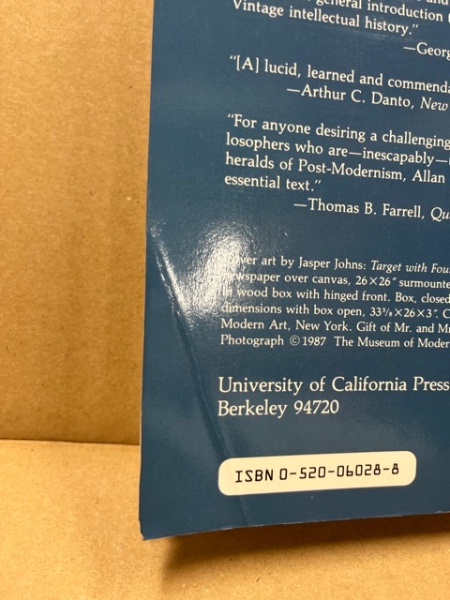 general introduction
Vintage intellectual history."
—Georg
"[A] lucid, learned and commenda
—Arthur C. Danto, New
"For anyone desiring a challenging
losophers who are—inescapably—
heralds of Post-Modernism, Allan
essential text."
—Thomas B. Farrell, Qu
over art by Jasper Johns: Target with Fou
newspaper over canvas, 26×26" surmounte
in wood box with hinged front. Box, closed
dimensions with box open, 33⅝×26×3". C
Modern Art, New York. Gift of Mr. and M
Photograph ©1987 The Museum of Moder
University of California Press
Berkeley 94720
ISBN 0-520-06028-8